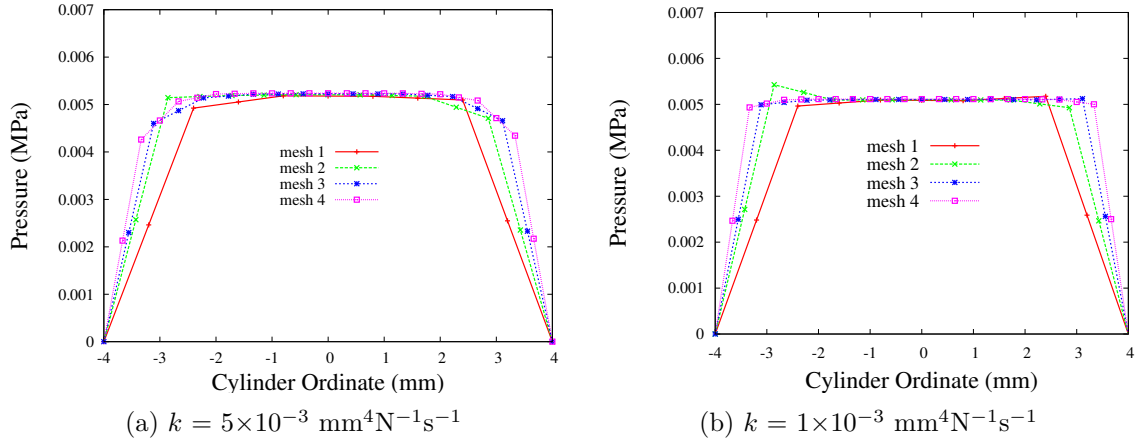 0.007
0.006
0.005
0.004
0.003
0.002
0.001
0
-4
-3
-2
-1
0
1
2
3
4
Pressure (MPa)
Cylinder Ordinate (mm)
mesh 1
mesh 2
mesh 3
mesh 4
(a) k = 5×10⁻³ mm⁴N⁻¹s⁻¹
0.007
0.006
0.005
0.004
0.003
0.002
0.001
0
-4
-3
-2
-1
0
1
2
3
4
Pressure (MPa)
Cylinder Ordinate (mm)
mesh 1
mesh 2
mesh 3
mesh 4
(b) k = 1×10⁻³ mm⁴N⁻¹s⁻¹